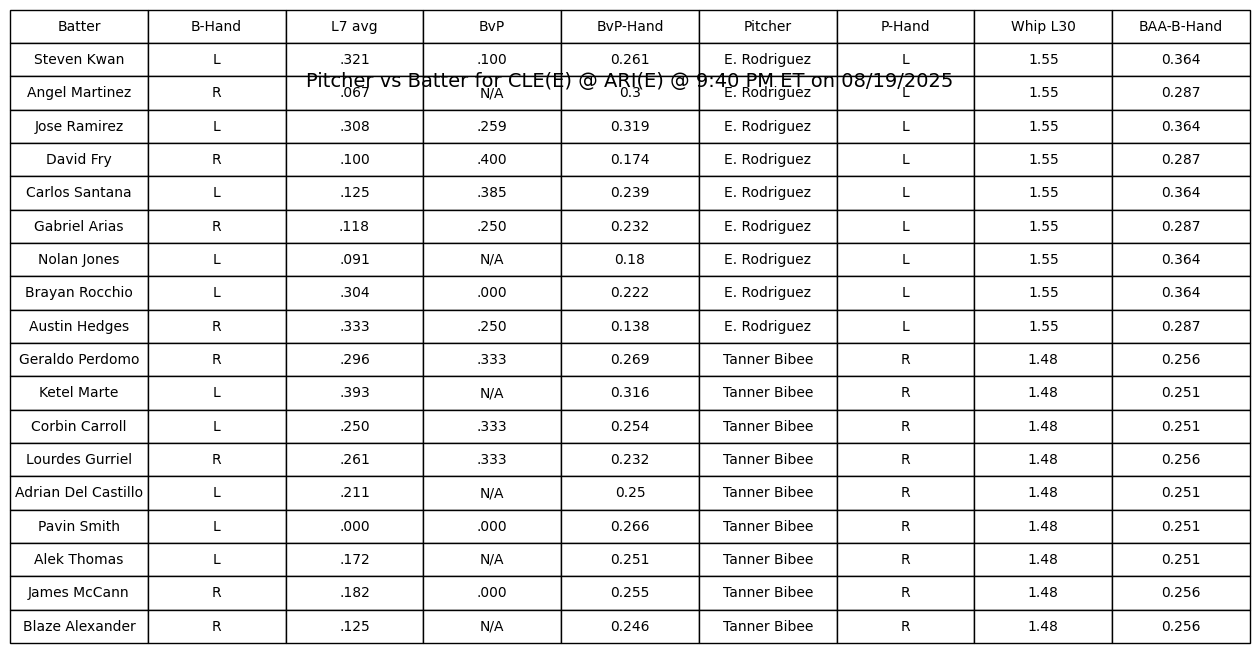 Batter B-Hand L7 avg BvP BvP-Hand Pitcher P-Hand Whip L30 BAA-B-Hand
Steven Kwan L .321 .100 0.261 E. Rodriguez L 1.55 0.364
Pitcher vs Batter for CLE(E) @ ARI(E) @ 9:40 PM ET on 08/19/2025
Angel Martinez R .067 N/A 0.3 E. Rodriguez L 1.55 0.287
Jose Ramirez L .308 .259 0.319 E. Rodriguez L 1.55 0.364
David Fry R .100 .400 0.174 E. Rodriguez L 1.55 0.287
Carlos Santana L .125 .385 0.239 E. Rodriguez L 1.55 0.364
Gabriel Arias R .118 .250 0.232 E. Rodriguez L 1.55 0.287
Nolan Jones L .091 N/A 0.18 E. Rodriguez L 1.55 0.364
Brayan Rocchio L .304 .000 0.222 E. Rodriguez L 1.55 0.364
Austin Hedges R .333 .250 0.138 E. Rodriguez L 1.55 0.287
Geraldo Perdomo R .296 .333 0.269 Tanner Bibee R 1.48 0.256
Ketel Marte L .393 N/A 0.316 Tanner Bibee R 1.48 0.251
Corbin Carroll L .250 .333 0.254 Tanner Bibee R 1.48 0.251
Lourdes Gurriel R .261 .333 0.232 Tanner Bibee R 1.48 0.256
Adrian Del Castillo L .211 N/A 0.25 Tanner Bibee R 1.48 0.251
Pavin Smith L .000 .000 0.266 Tanner Bibee R 1.48 0.251
Alek Thomas L .172 N/A 0.251 Tanner Bibee R 1.48 0.251
James McCann R .182 .000 0.255 Tanner Bibee R 1.48 0.256
Blaze Alexander R .125 N/A 0.246 Tanner Bibee R 1.48 0.256